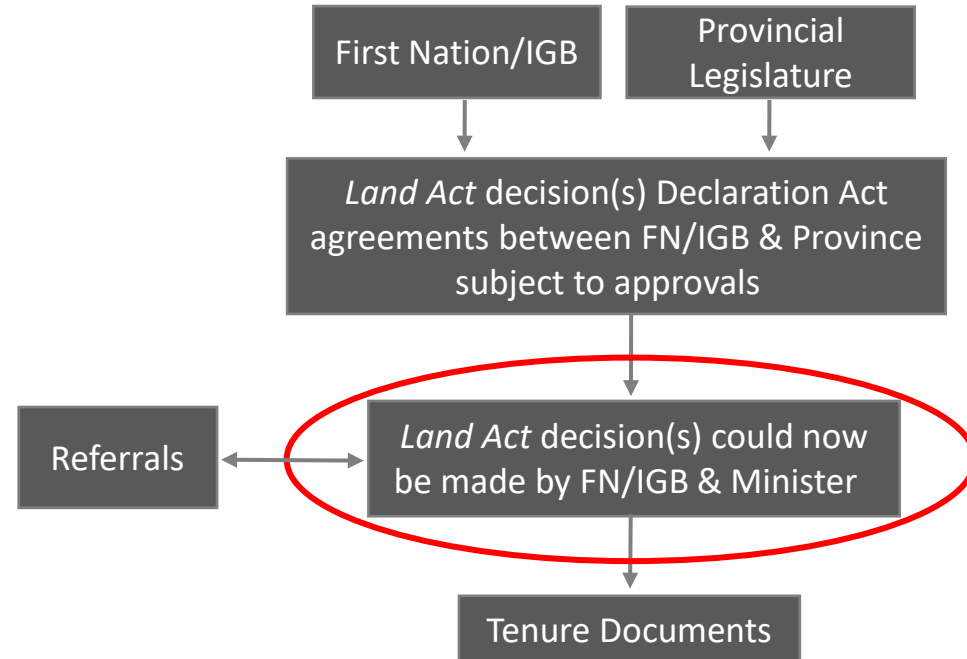 First Nation/IGB
Provincial
Legislature
Land Act decision(s) Declaration Act
agreements between FN/IGB & Province
subject to approvals
Referrals
Land Act decision(s) could now
be made by FN/IGB & Minister
Tenure Documents